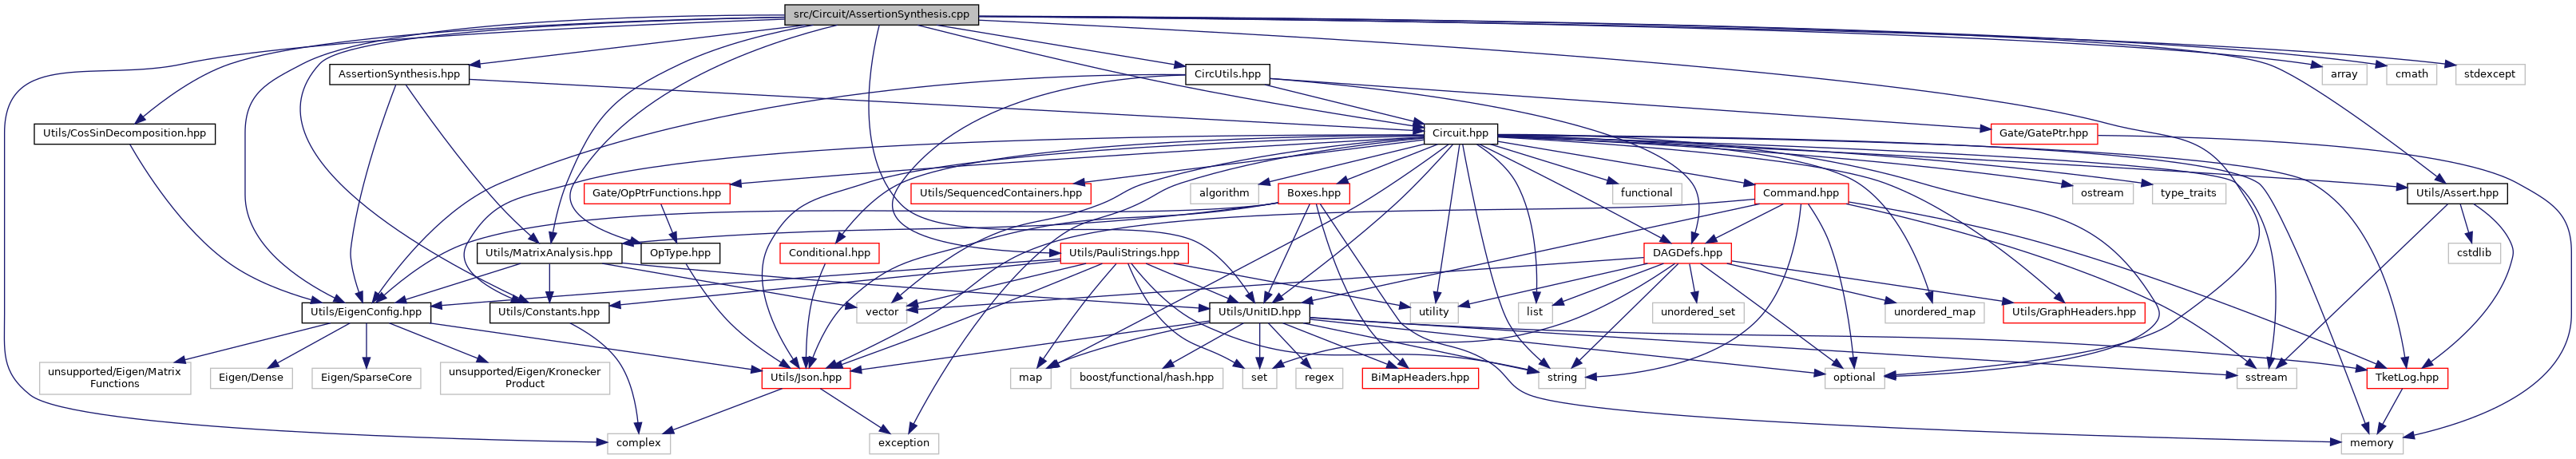 src/Circuit/AssertionSynthesis.cpp
AssertionSynthesis.hpp
CircUtils.hpp
array
cmath
stdexcept
Utils/CosSinDecomposition.hpp
Circuit.hpp
Gate/GatePtr.hpp
Gate/OpPtrFunctions.hpp
Utils/SequencedContainers.hpp
algorithm
Boxes.hpp
functional
Command.hpp
ostream
type_traits
Utils/Assert.hpp
Utils/MatrixAnalysis.hpp
OpType.hpp
Conditional.hpp
Utils/PauliStrings.hpp
DAGDefs.hpp
cstdlib
Utils/EigenConfig.hpp
Utils/Constants.hpp
vector
Utils/UnitID.hpp
utility
list
unordered_set
unordered_map
Utils/GraphHeaders.hpp
unsupported/Eigen/Matrix
Functions
Eigen/Dense
Eigen/SparseCore
unsupported/Eigen/Kronecker
Product
Utils/Json.hpp
map
boost/functional/hash.hpp
set
regex
BiMapHeaders.hpp
string
optional
sstream
TketLog.hpp
complex
exception
memory